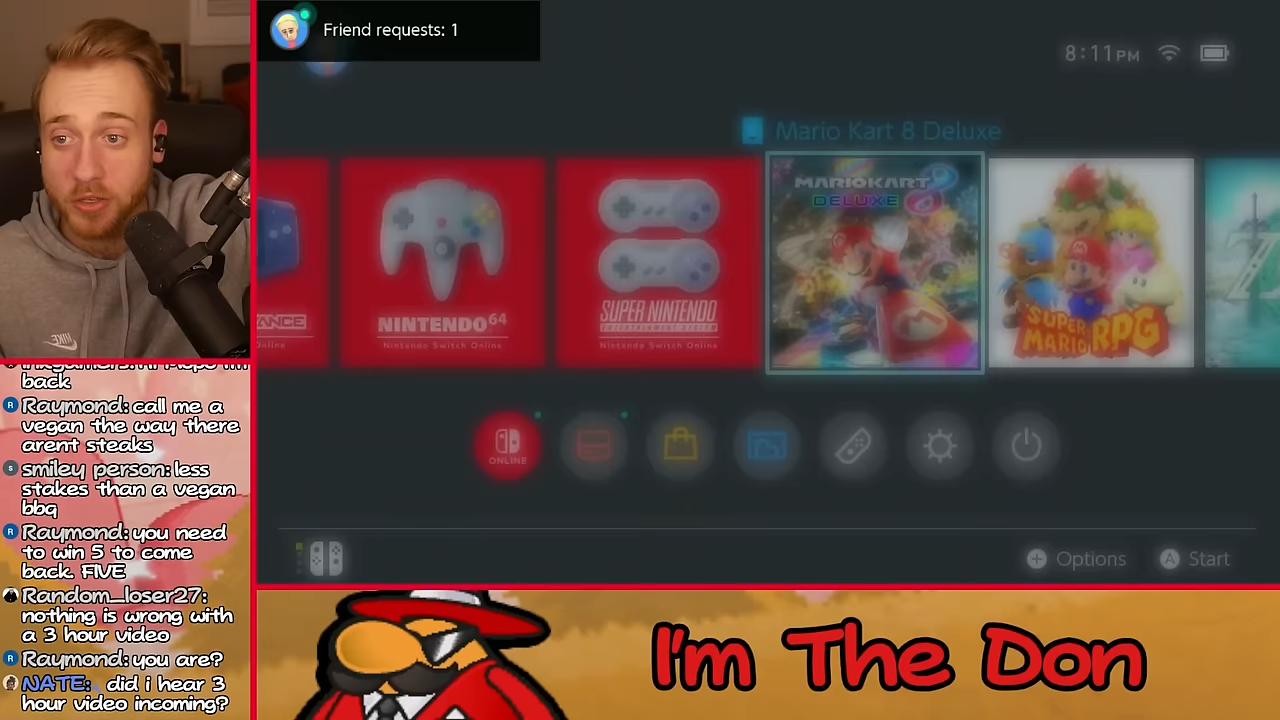 Friend requests: 1
8:11PM
Mario Kart 8 Deluxe
MARIOKART 8
DELUXE
NINTENDO 64
Nintendo Switch Online
SUPER NINTENDO
ENTERTAINMENT SYSTEM
Nintendo Switch Online
SUPER
MARIO RPG
ANCE
Online
Z
ONLINE
Options
A
Start
NIKE
back
R
Raymond: call me a
vegan the way there
arent steaks
S
smiley person: less
stakes than a vegan
bbq
R
Raymond: you need
to win 5 to come
back. FIVE
Random_loser27:
nothing is wrong with
a 3 hour video
R
Raymond: you are?
NATE: did i hear 3
hour video incoming?
I'm The Don